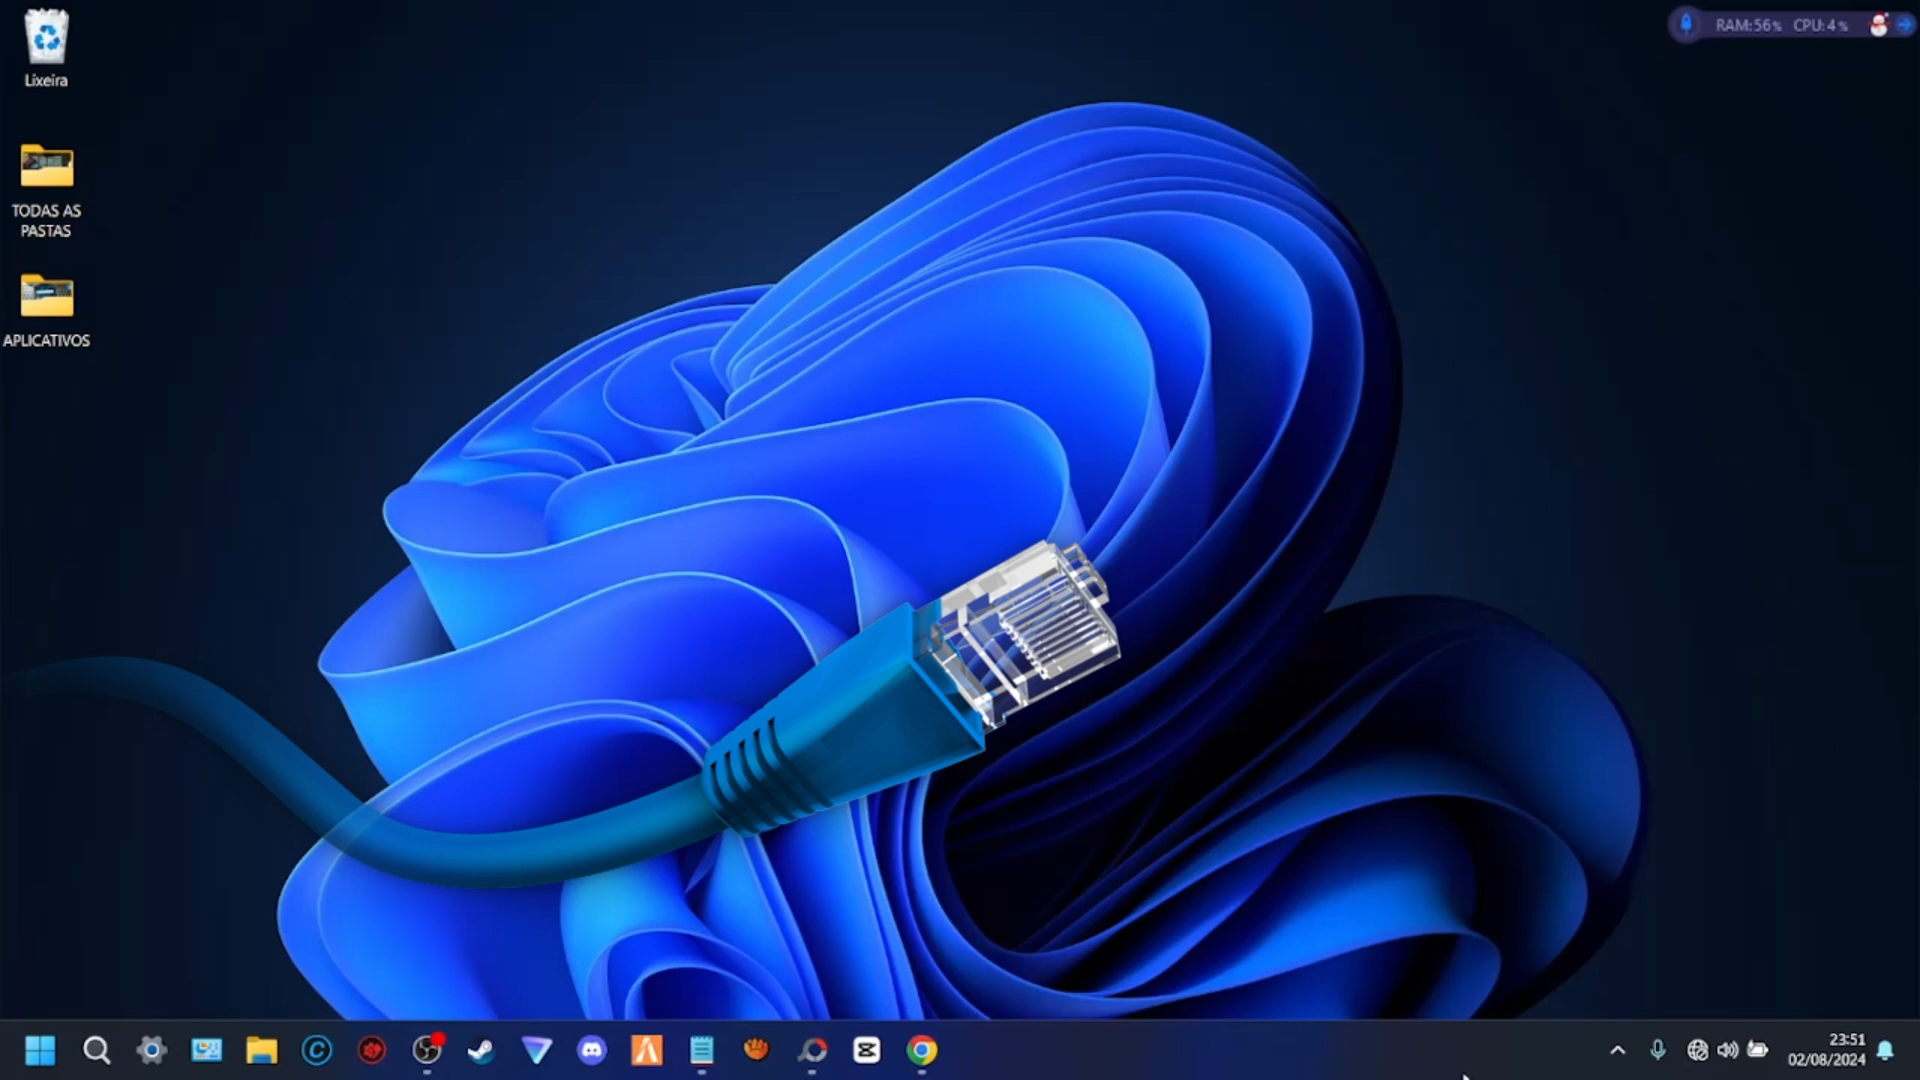 Lixeira
TODAS AS
PASTAS
APLICATIVOS
RAM:56% CPU:4%
23:51
02/08/2024